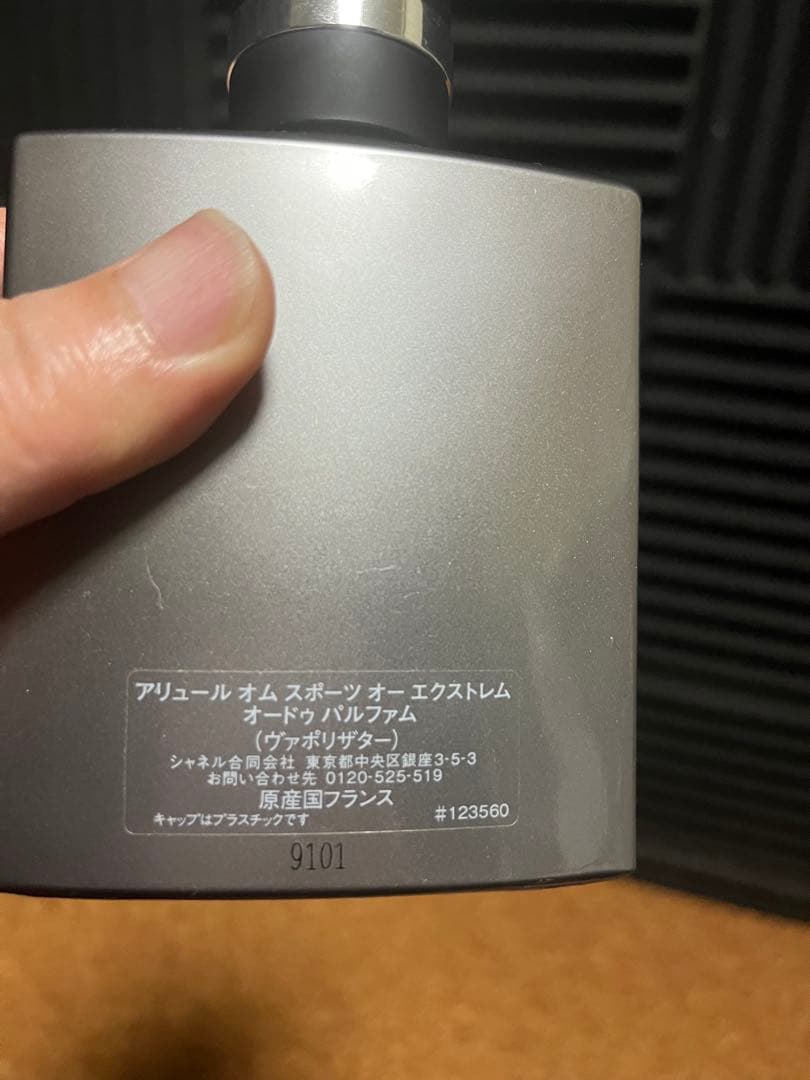 アリュール オム スポーツ オー エクストレム
オードゥ パルファム
(ヴァポリザター)
シャネル合同会社 東京都中央区銀座3-5-3
お問い合わせ先 0120-525-519
原産国フランス
キャップはプラスチックです #123560
9101